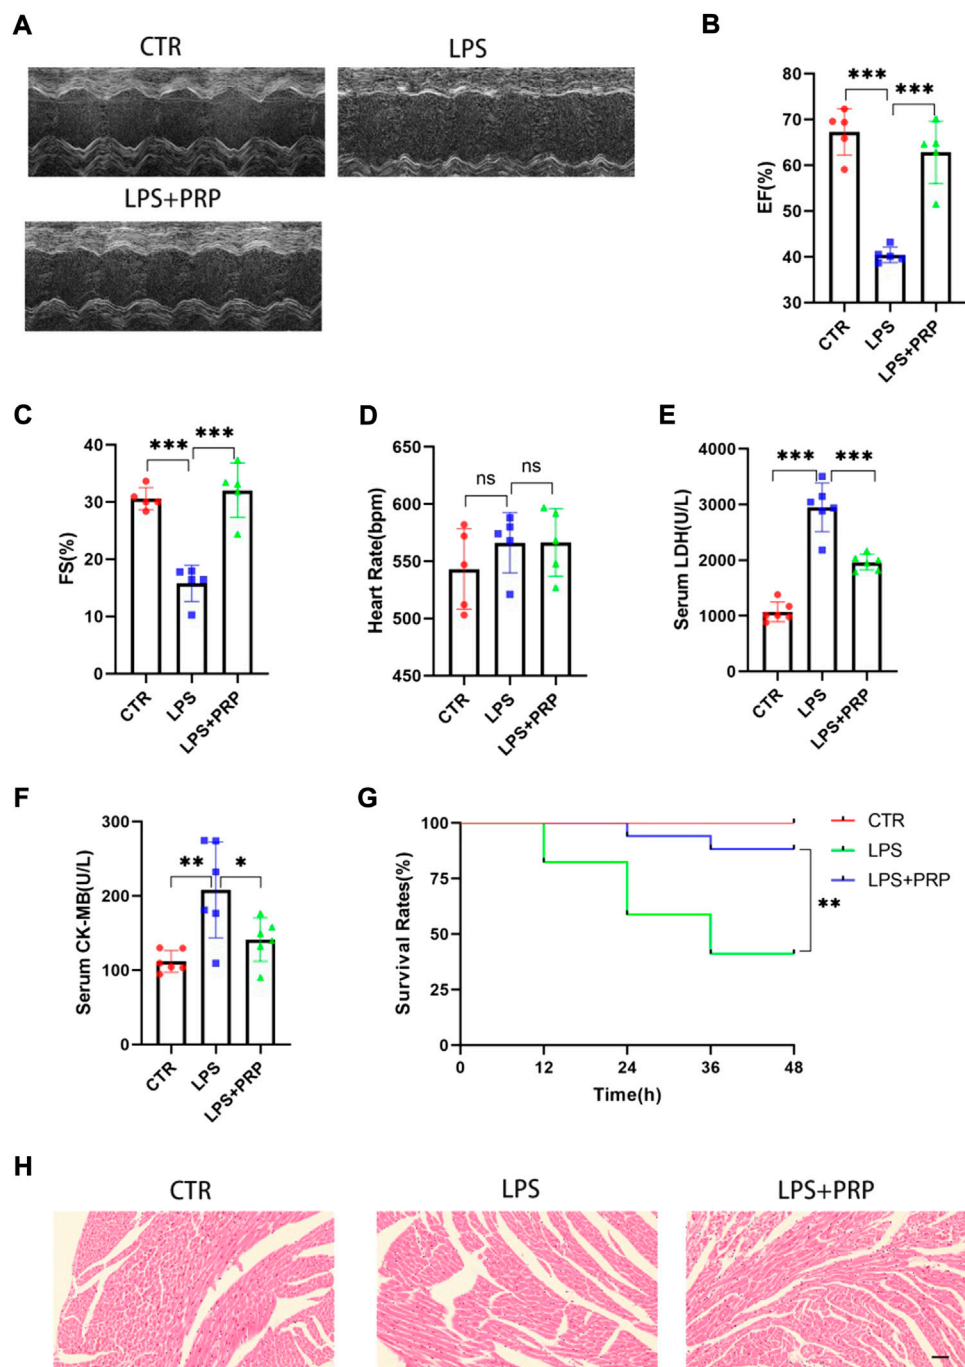 A
CTR
LPS
LPS+PRP
B
EF(%)
80
70
60
50
40
30
***
***
CTR
LPS
LPS+PRP
C
FS(%)
40
30
20
10
0
***
***
CTR
LPS
LPS+PRP
D
Heart Rate(bpm)
650
600
550
500
450
ns
ns
CTR
LPS
LPS+PRP
E
Serum LDH(U/L)
4000
3000
2000
1000
0
***
***
CTR
LPS
LPS+PRP
F
Serum CK-MB(U/L)
300
200
100
0
**
*
CTR
LPS
LPS+PRP
G
Survival Rates(%)
100
75
50
25
0
0 12 24 36 48
Time(h)
CTR
LPS
LPS+PRP
**
H
CTR
LPS
LPS+PRP